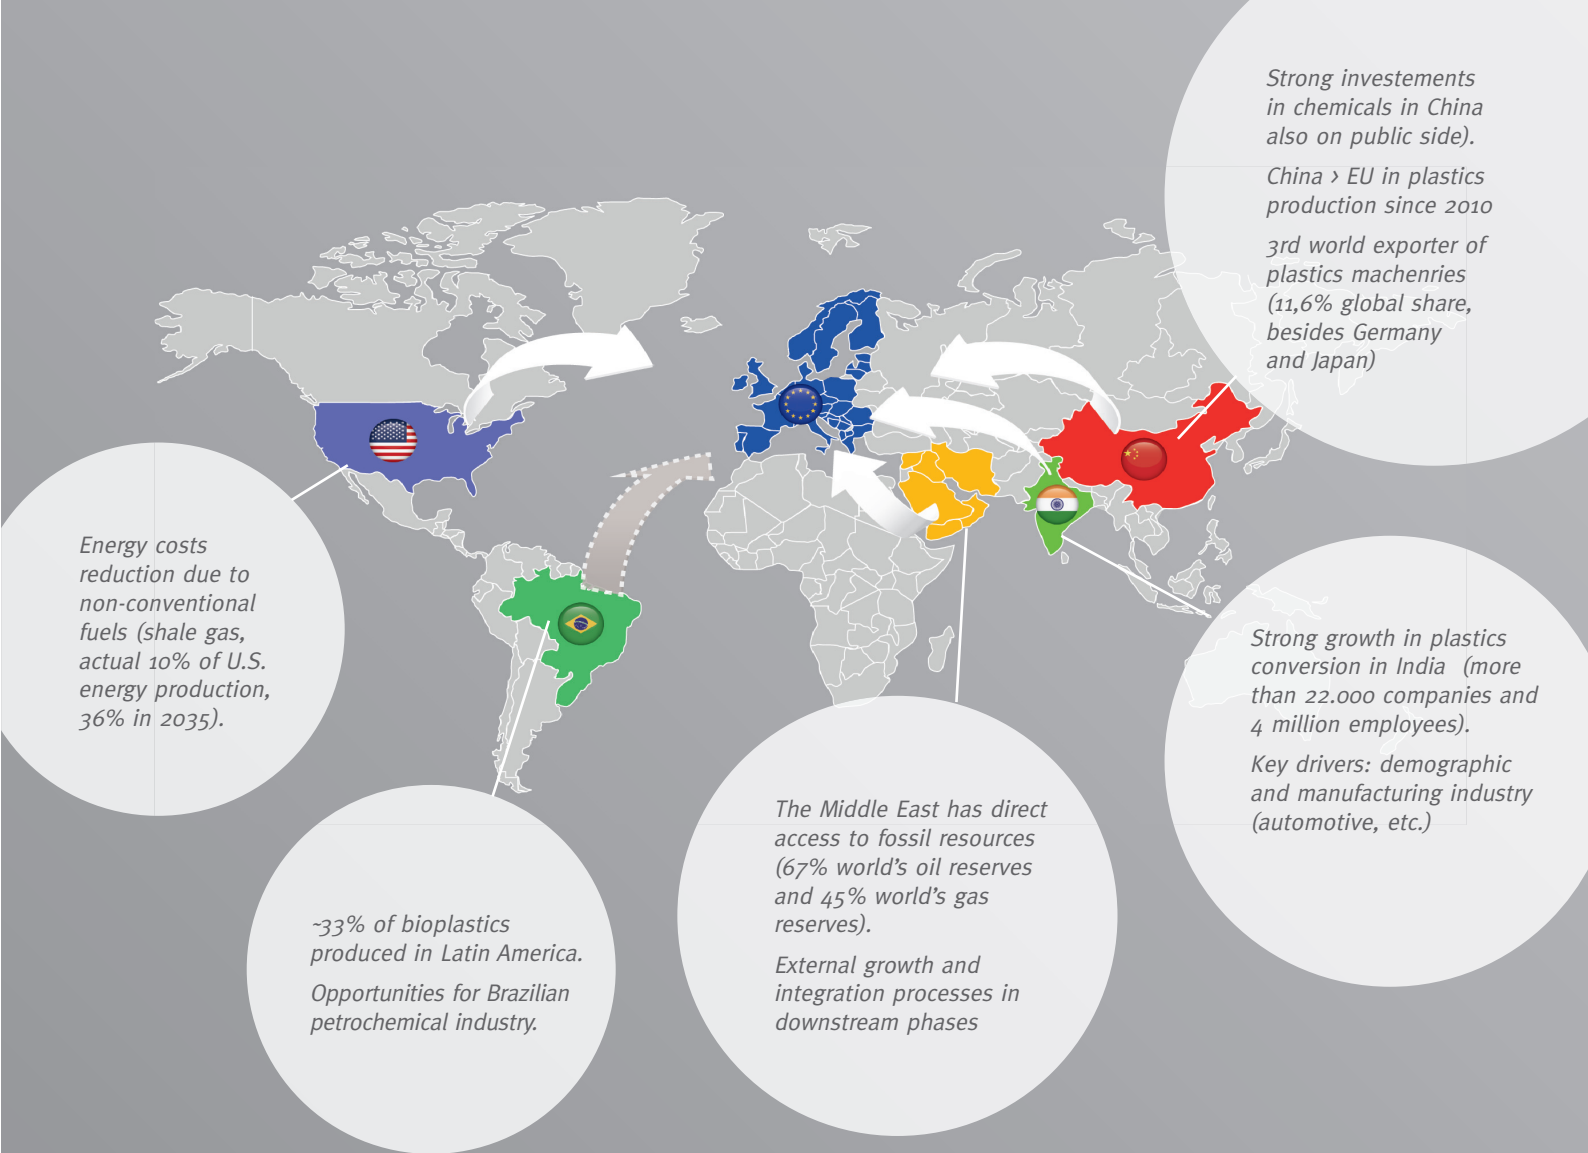 Strong investements
in chemicals in China
also on public side).
China > EU in plastics
production since 2010
3rd world exporter of
plastics machenries
(11,6% global share,
besides Germany
and Japan)
Energy costs
reduction due to
non-conventional
fuels (shale gas,
actual 10% of U.S.
energy production,
36% in 2035).
Strong growth in plastics
conversion in India (more
than 22.000 companies and
4 million employees).
Key drivers: demographic
and manufacturing industry
(automotive, etc.)
The Middle East has direct
access to fossil resources
(67% world's oil reserves
and 45% world's gas
reserves).
External growth and
integration processes in
downstream phases
~33% of bioplastics
produced in Latin America.
Opportunities for Brazilian
petrochemical industry.